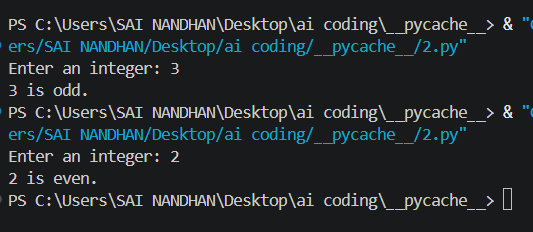 PS C:\Users\SAI NANDHAN\Desktop\ai coding\__pycache__> & "
ers/SAI NANDHAN/Desktop/ai coding/__pycache__/2.py"
Enter an integer: 3
3 is odd.
PS C:\Users\SAI NANDHAN\Desktop\ai coding\__pycache__> & "
ers/SAI NANDHAN/Desktop/ai coding/__pycache__/2.py"
Enter an integer: 2
2 is even.
PS C:\Users\SAI NANDHAN\Desktop\ai coding\__pycache__>